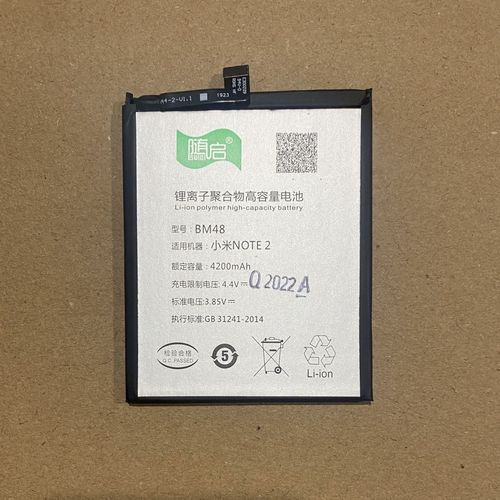 A4-2-V1.1
1923
随启®
锂离子聚合物高容量电池
Li-ion polymer high-capacity battery
型号: BM48
适用机器: 小米NOTE 2
额定容量: 4200mAh
充电限制电压: 4.4V⎓
Q 2022 A
标准电压: 3.85V⎓
执行标准:GB 31241-2014
检验合格
Q.C.PASSED
5
Li-ion